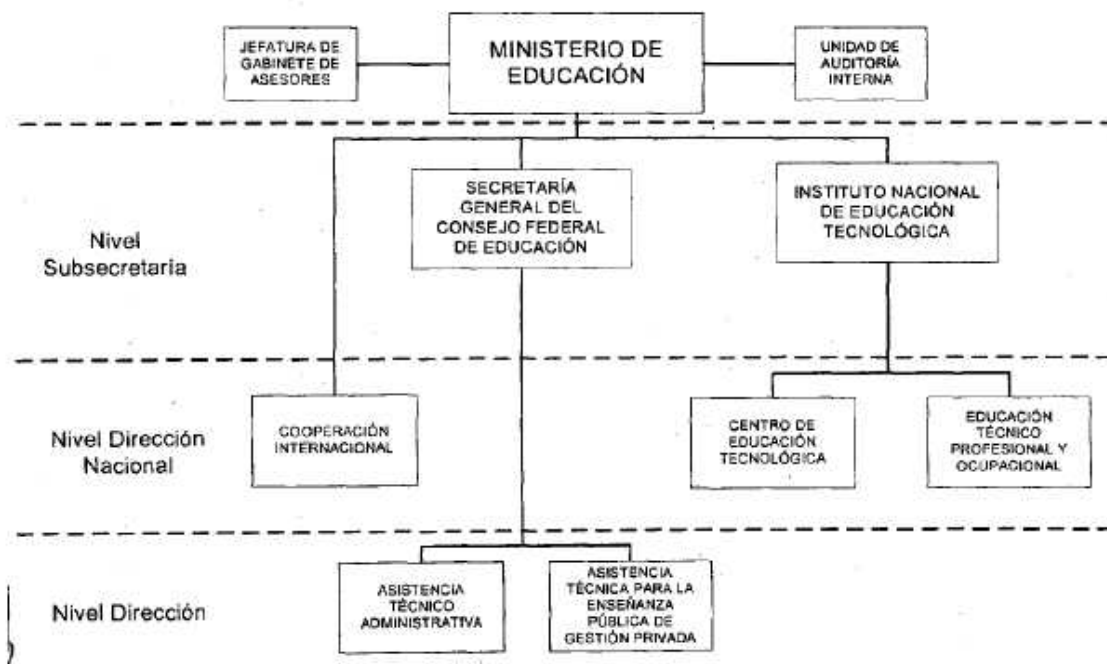 JEFATURA DE
GABINETE DE
ASESORES
MINISTERIO DE
EDUCACIÓN
UNIDAD DE
AUDITORÍA
INTERNA
Nivel
Subsecretaría
SECRETARÍA
GENERAL DEL
CONSEJO FEDERAL
DE EDUCACIÓN
INSTITUTO NACIONAL
DE EDUCACIÓN
TECNOLÓGICA
Nivel Dirección
Nacional
COOPERACIÓN
INTERNACIONAL
CENTRO DE
EDUCACIÓN
TECNOLÓGICA
EDUCACIÓN
TÉCNICO
PROFESIONAL Y
OCUPACIONAL
Nivel Dirección
ASISTENCIA
TÉCNICO
ADMINISTRATIVA
ASISTENCIA
TÉCNICA PARA LA
ENSEÑANZA
PÚBLICA DE
GESTIÓN PRIVADA